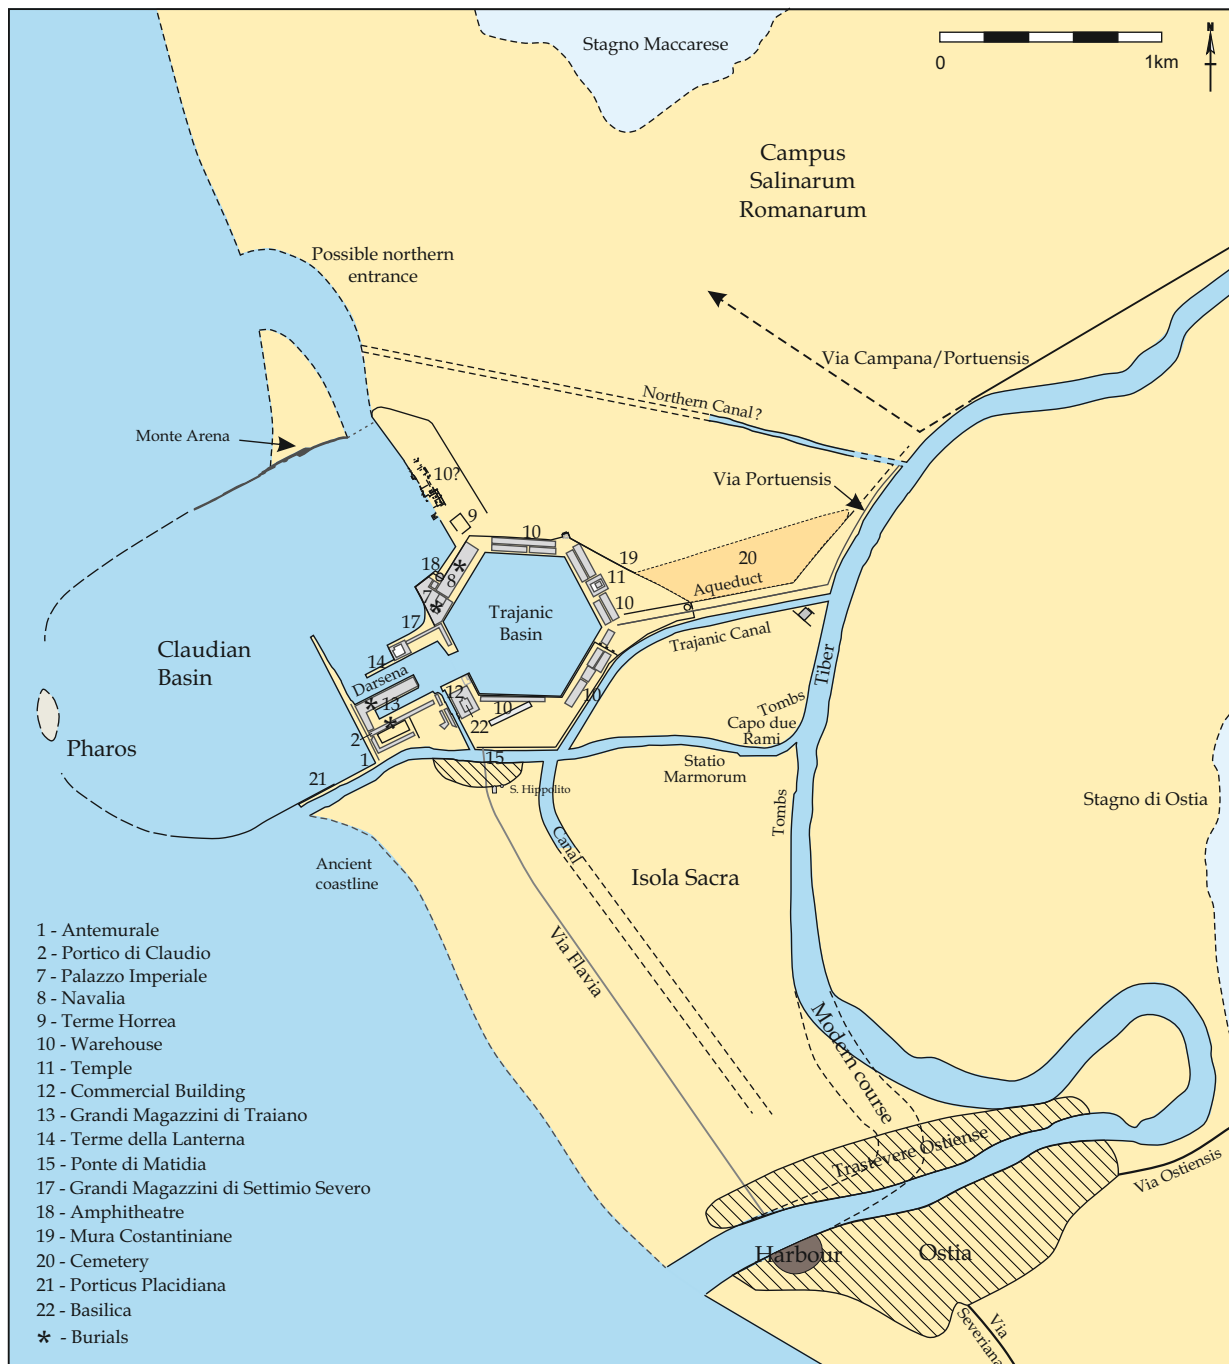 Stagno Maccarese
N
0
1km
Campus
Salinarum
Romanarum
Possible northern
entrance
Via Campana/Portuensis
Northern Canal?
Monte Arena
10?
Via Portuensis
9
10
19
20
18
8
11
Aqueduct
7
10
Trajanic
Basin
17
Trajanic Canal
Claudian
Basin
14
Darsena
Tiber
12
10
13
10
Tombs
22
Capo due
Rami
2
Pharos
1
15
Statio
Marmorum
21
S. Hippolito
Tombs
Stagno di Ostia
Canal
Ancient
coastline
Isola Sacra
Via Flavia
Modern course
1 - Antemurale
2 - Portico di Claudio
7 - Palazzo Imperiale
8 - Navalia
9 - Terme Horrea
10 - Warehouse
11 - Temple
12 - Commercial Building
13 - Grandi Magazzini di Traiano
14 - Terme della Lanterna
15 - Ponte di Matidia
17 - Grandi Magazzini di Settimio Severo
18 - Amphitheatre
19 - Mura Costantiniane
20 - Cemetery
21 - Porticus Placidiana
22 - Basilica
* - Burials
Trastevere Ostiense
Via Ostiensis
Harbour
Ostia
Via
Severiana